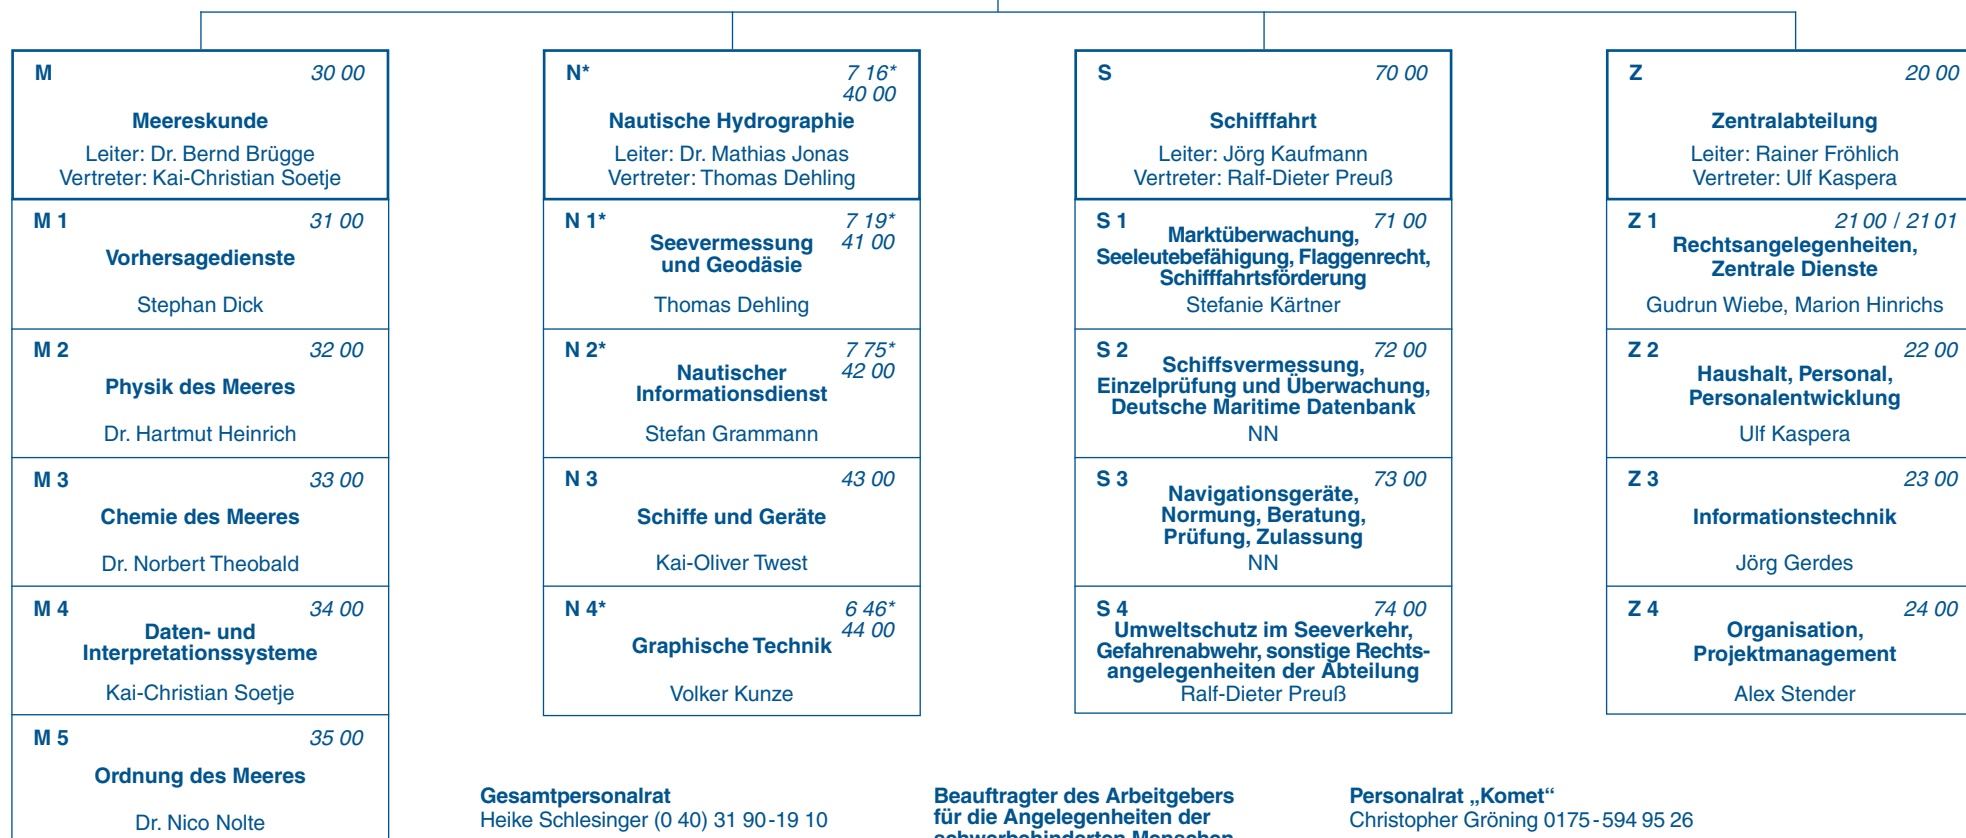 M 30 00
Meereskunde
Leiter: Dr. Bernd Brügge
Vertreter: Kai-Christian Soetje
M 1 31 00
Vorhersagedienste
Stephan Dick
M 2 32 00
Physik des Meeres
Dr. Hartmut Heinrich
M 3 33 00
Chemie des Meeres
Dr. Norbert Theobald
M 4 34 00
Daten- und
Interpretationssysteme
Kai-Christian Soetje
M 5 35 00
Ordnung des Meeres
Dr. Nico Nolte
N* 7 16*
40 00
Nautische Hydrographie
Leiter: Dr. Mathias Jonas
Vertreter: Thomas Dehling
N 1* 7 19*
Seevermessung 41 00
und Geodäsie
Thomas Dehling
N 2* 7 75*
Nautischer 42 00
Informationsdienst
Stefan Grammann
N 3 43 00
Schiffe und Geräte
Kai-Oliver Twest
N 4* 6 46*
44 00
Graphische Technik
Volker Kunze
S 70 00
Schifffahrt
Leiter: Jörg Kaufmann
Vertreter: Ralf-Dieter Preuß
S 1 71 00
Marktüberwachung,
Seeleutebefähigung, Flaggenrecht,
Schifffahrtsförderung
Stefanie Kärtner
S 2 72 00
Schiffsvermessung,
Einzelprüfung und Überwachung,
Deutsche Maritime Datenbank
NN
S 3 73 00
Navigationsgeräte,
Normung, Beratung,
Prüfung, Zulassung
NN
S 4 74 00
Umweltschutz im Seeverkehr,
Gefahrenabwehr, sonstige Rechts-
angelegenheiten der Abteilung
Ralf-Dieter Preuß
Z 20 00
Zentralabteilung
Leiter: Rainer Fröhlich
Vertreter: Ulf Kaspera
Z 1 21 00 / 21 01
Rechtsangelegenheiten,
Zentrale Dienste
Gudrun Wiebe, Marion Hinrichs
Z 2 22 00
Haushalt, Personal,
Personalentwicklung
Ulf Kaspera
Z 3 23 00
Informationstechnik
Jörg Gerdes
Z 4 24 00
Organisation,
Projektmanagement
Alex Stender
Gesamtpersonalrat
Heike Schlesinger (0 40) 31 90-19 10
Beauftragter des Arbeitgebers
für die Angelegenheiten der
schwerbehinderten Menschen
Personalrat „Komet“
Christopher Gröning 0175-594 95 26